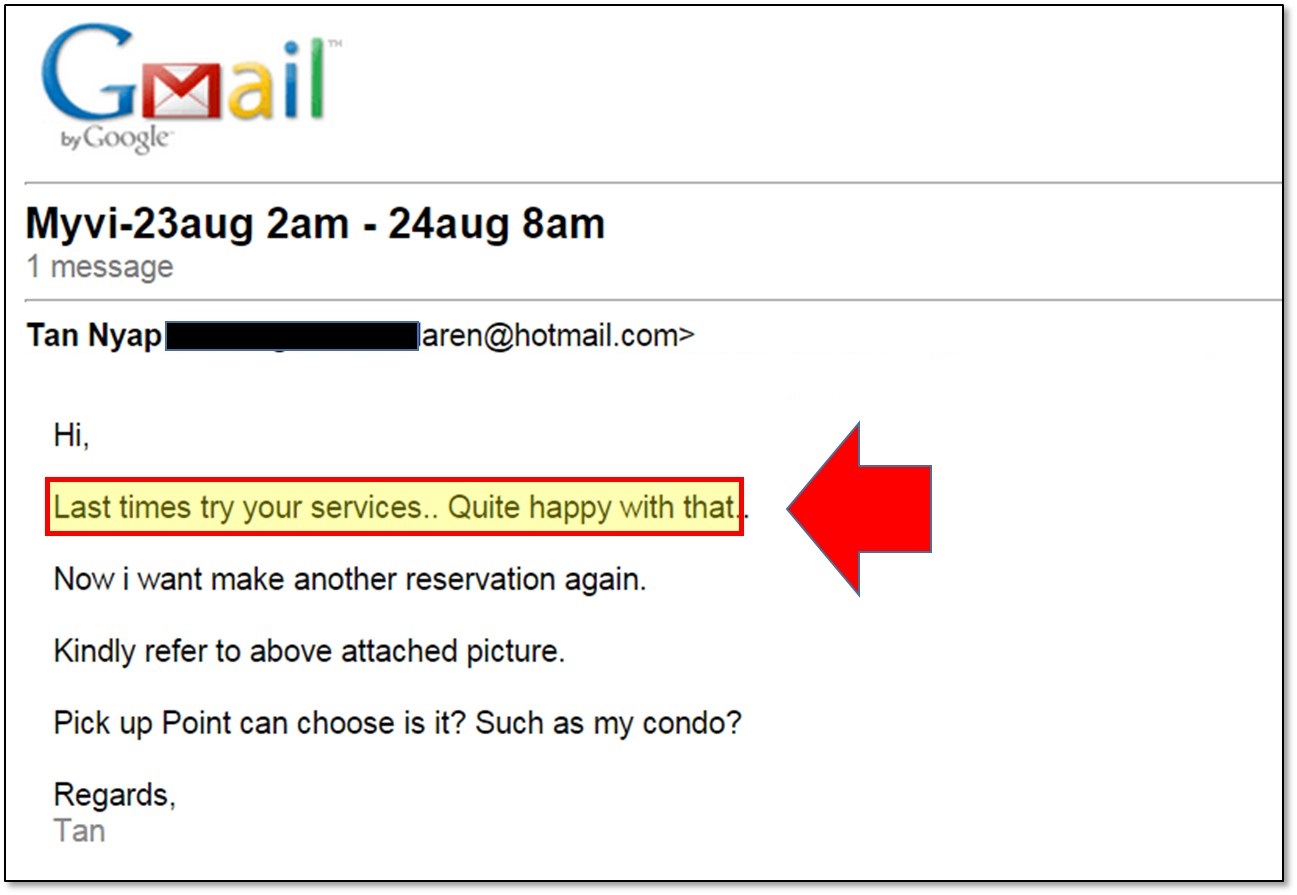 Gmail™
by Google™
Myvi-23aug 2am - 24aug 8am
1 message
Tan Nyap aren@hotmail.com>
Hi,
Last times try your services.. Quite happy with that..
Now i want make another reservation again.
Kindly refer to above attached picture.
Pick up Point can choose is it? Such as my condo?
Regards,
Tan